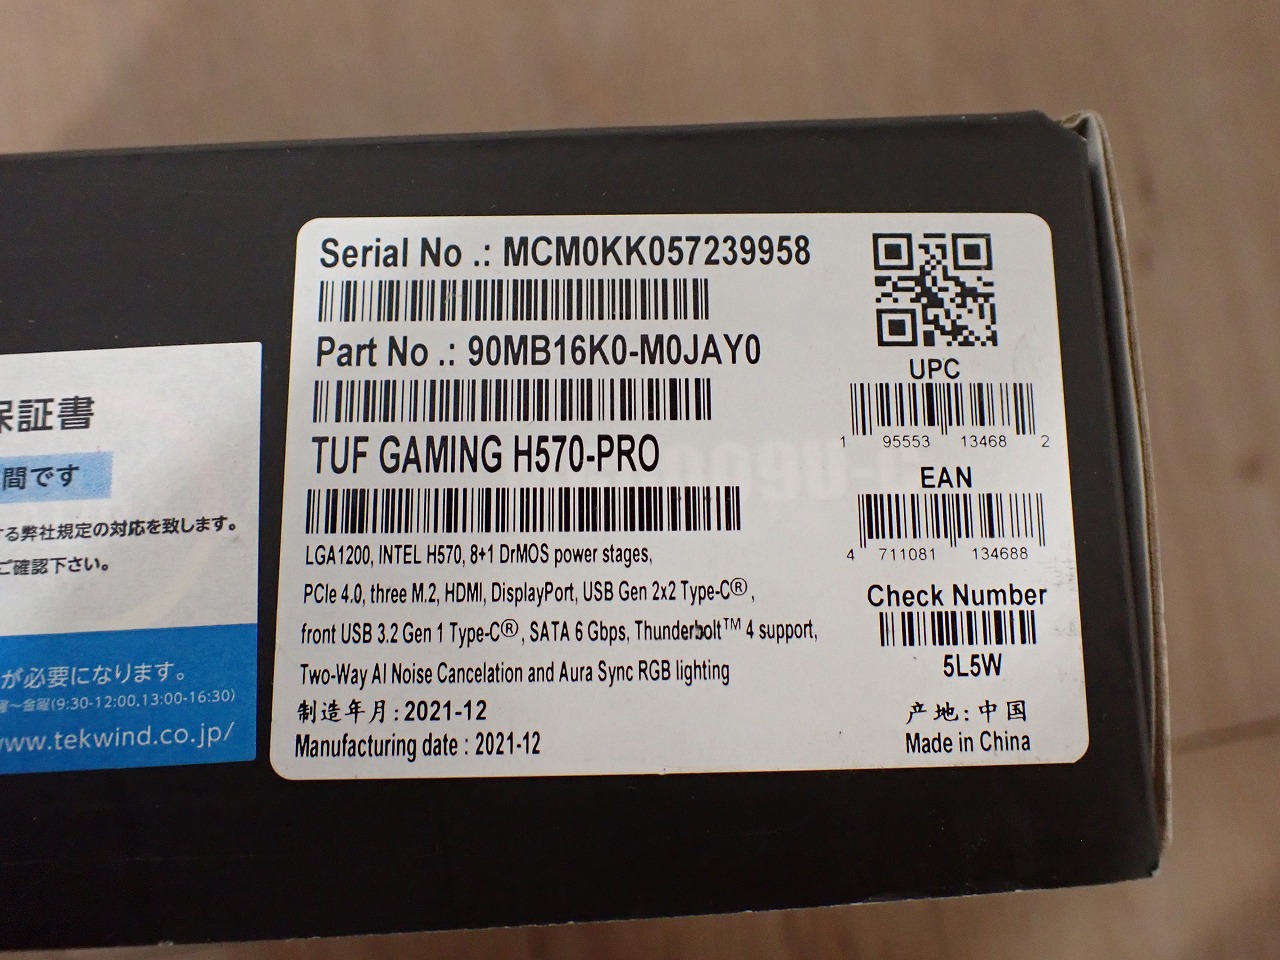 保証書
間です
する弊社規定の対応を致します。
ご確認下さい。
が必要になります。
曜～金曜(9:30-12:00,13:00-16:30)
www.tekwind.co.jp/
Serial No .: MCM0KK057239958
Part No .: 90MB16K0-M0JAY0
TUF GAMING H570-PRO
LGA1200, INTEL H570, 8+1 DrMOS power stages,
PCIe 4.0, three M.2, HDMI, DisplayPort, USB Gen 2x2 Type-C®,
front USB 3.2 Gen 1 Type-C®, SATA 6 Gbps, Thunderbolt™ 4 support,
Two-Way AI Noise Cancelation and Aura Sync RGB lighting
制造年月:2021-12
Manufacturing date : 2021-12
UPC
1 95553 13468 2
EAN
4 711081 134688
Check Number
5L5W
产地:中国
Made in China